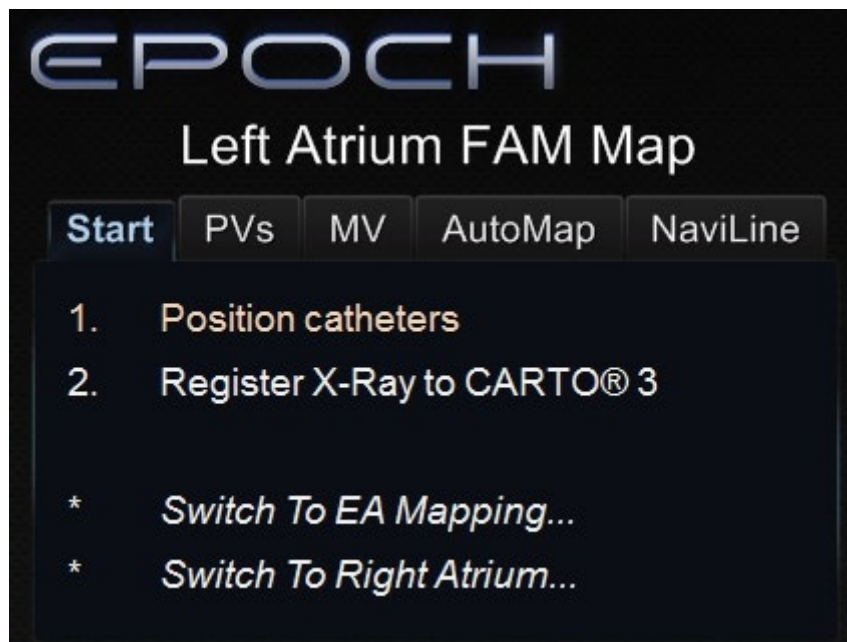 EPOCH
Left Atrium FAM Map
Start PVs MV AutoMap NaviLine
1. Position catheters
2. Register X-Ray to CARTO® 3
* Switch To EA Mapping...
* Switch To Right Atrium...